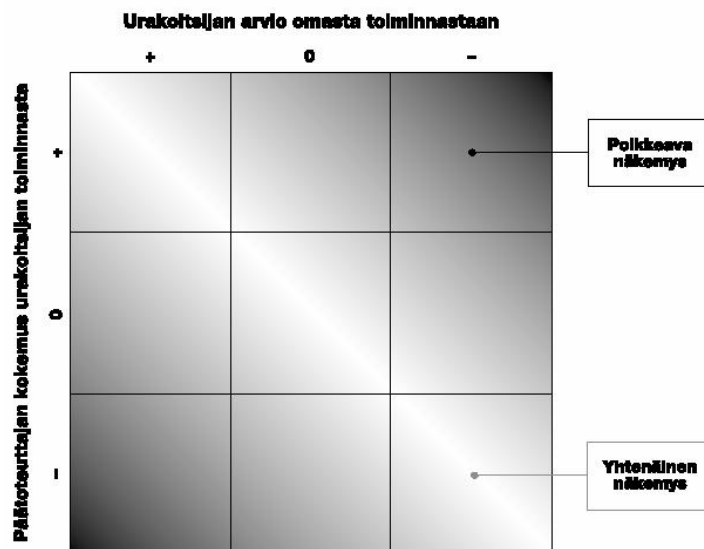 Urakoitsijan arvio omasta toiminnastaan
+ 0 –
Päätoteuttajan kokemus urakoitsijan toiminnasta
+
0
–
Poikkeava
näkemys
Yhtenäinen
näkemys